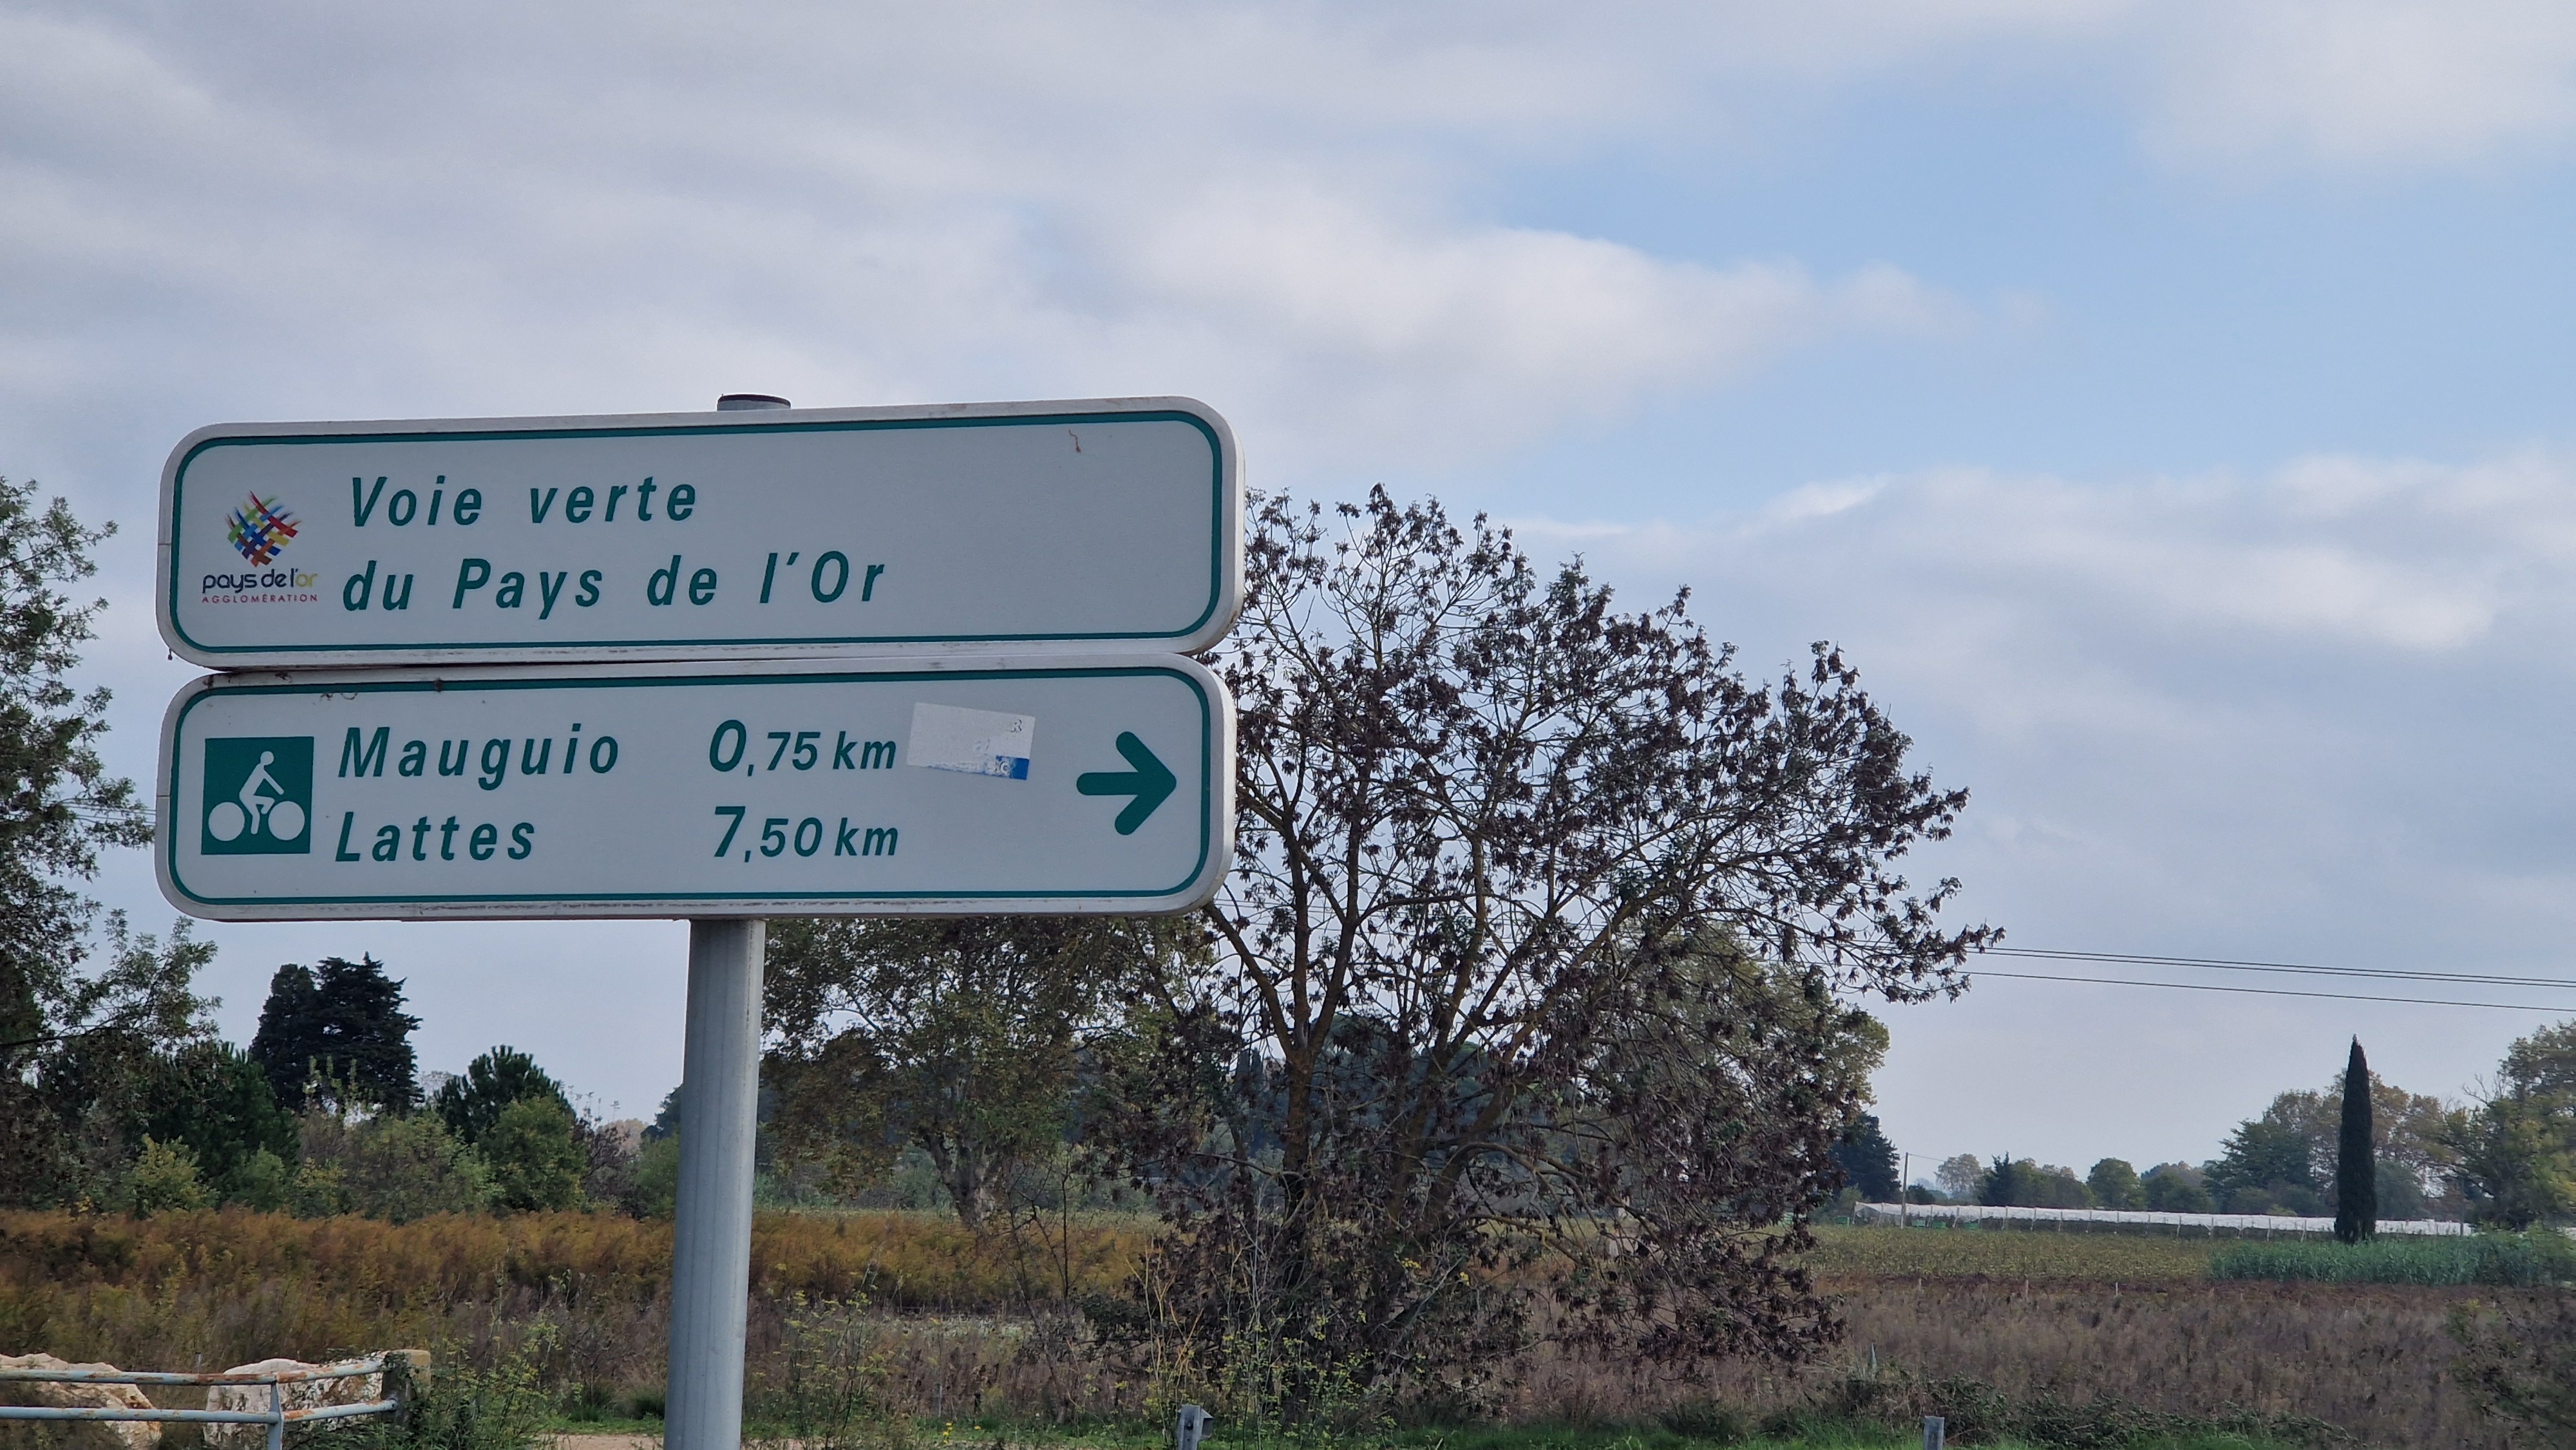 Voie verte
du Pays de l'Or
pays de l'or
AGGLOMÉRATION
Mauguio 0,75 km
Lattes 7,50 km